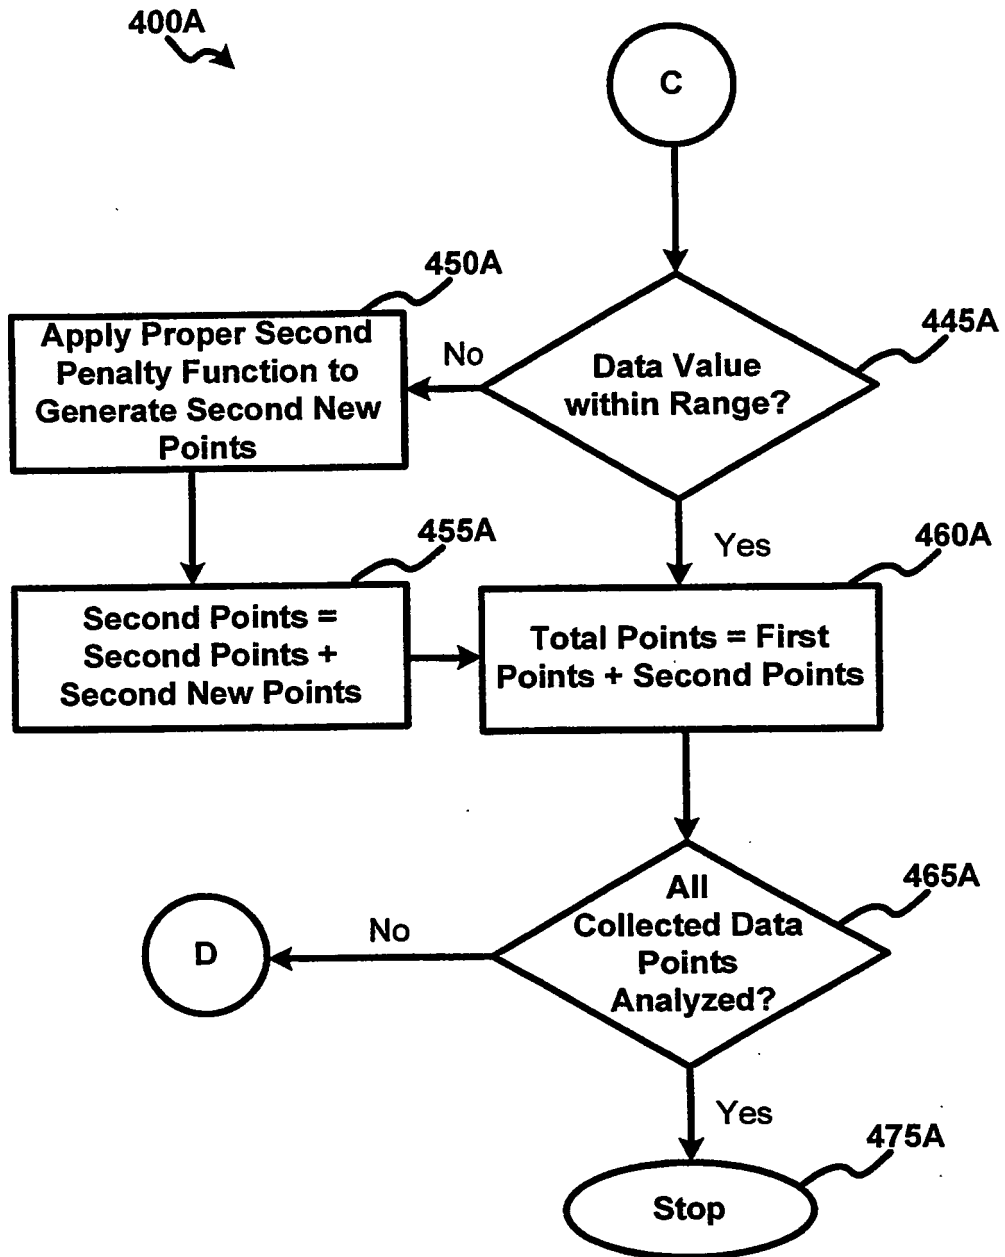 400A
C
450A
445A
Apply Proper Second
Penalty Function to
Generate Second New
Points
No
Data Value
within Range?
455A
Yes
460A
Second Points =
Second Points +
Second New Points
Total Points = First
Points + Second Points
465A
All
Collected Data
Points
Analyzed?
No
D
Yes
475A
Stop